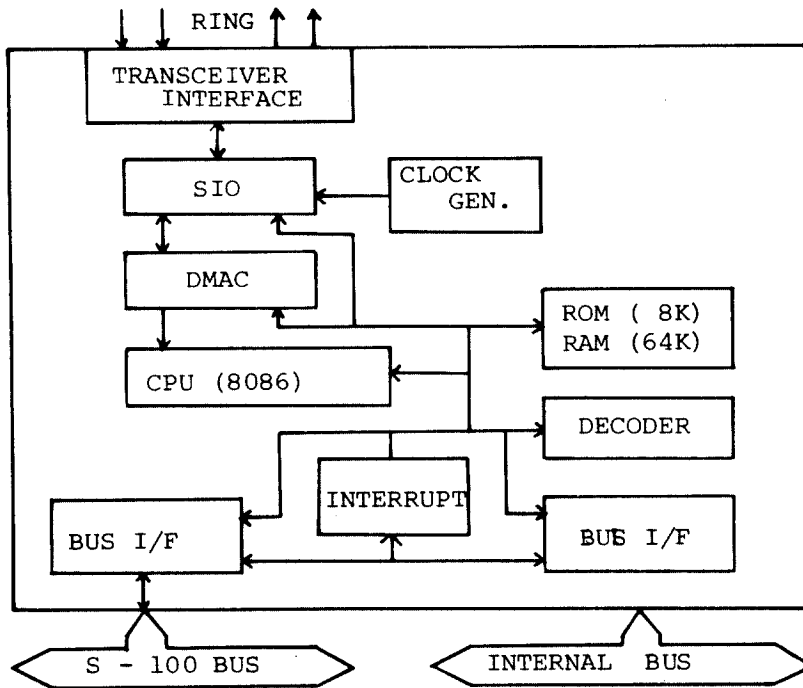 RING
TRANSCEIVER
INTERFACE
SIO
CLOCK
GEN.
DMAC
ROM ( 8K)
RAM (64K)
CPU (8086)
DECODER
INTERRUPT
BUS I/F
BUS I/F
S - 100 BUS
INTERNAL BUS